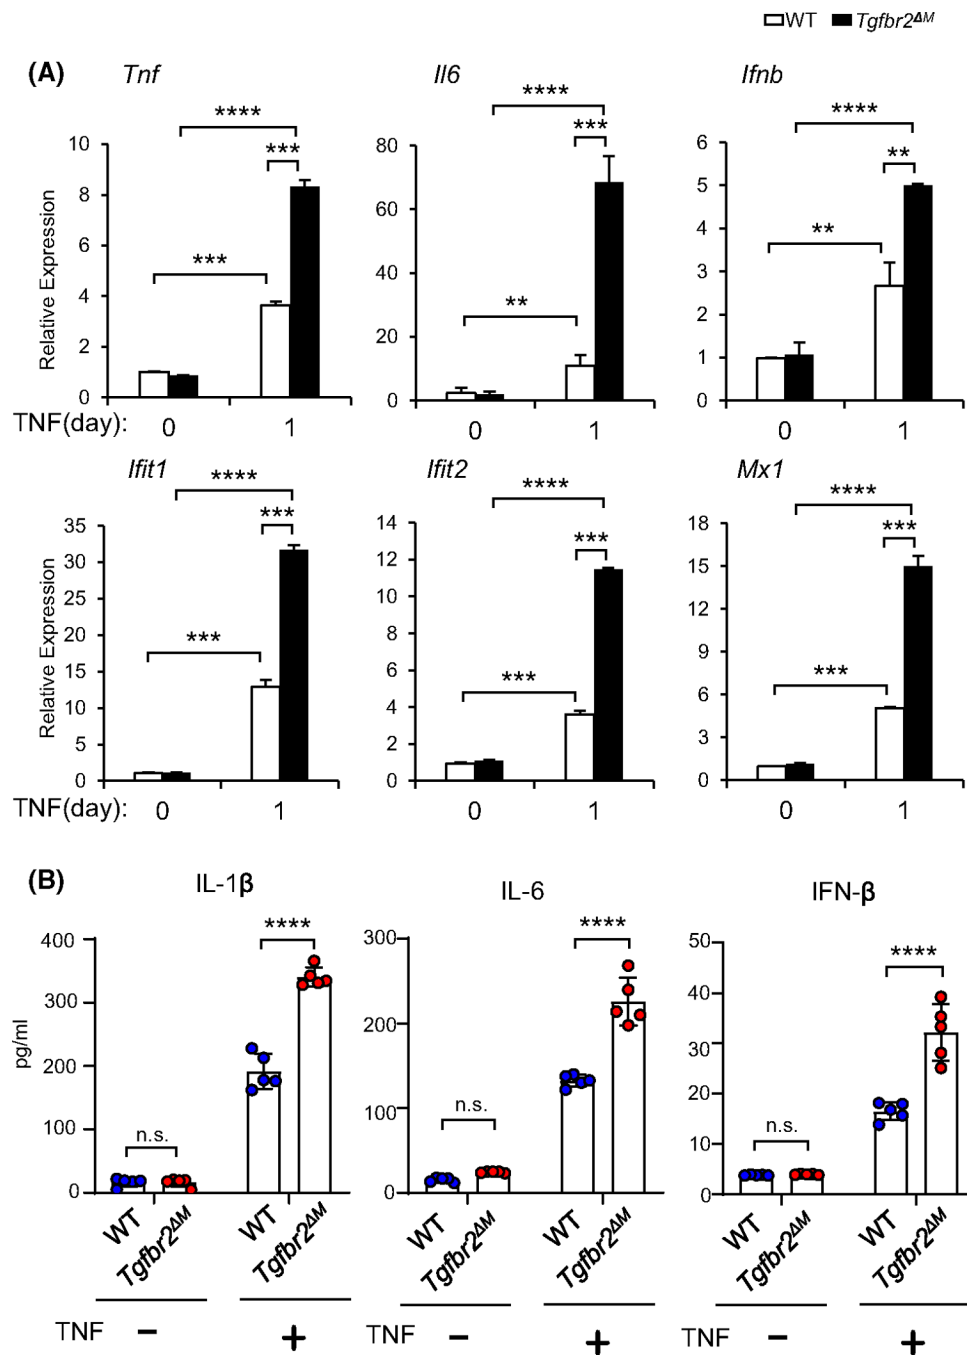 WT Tgfbr2ΔM
(A) Tnf Il6 Ifnb
**** **** ****
*** *** **
*** ** **
Relative Expression
10 8 6 4 2 0
80 60 40 20 0
6 5 4 3 2 1 0
TNF(day): 0 1 0 1 0 1
Ifit1 Ifit2 Mx1
**** **** ****
*** *** ***
*** *** ***
Relative Expression
35 30 25 20 15 10 5 0
14 12 10 8 6 4 2 0
18 15 12 9 6 3 0
TNF(day): 0 1 0 1 0 1
(B) IL-1β IL-6 IFN-β
**** **** ****
n.s. n.s. n.s.
pg/ml
400 300 200 100 0
300 200 100 0
50 40 30 20 10 0
WT Tgfbr2ΔM WT Tgfbr2ΔM
WT Tgfbr2ΔM WT Tgfbr2ΔM
WT Tgfbr2ΔM WT Tgfbr2ΔM
TNF − + TNF − + TNF − +